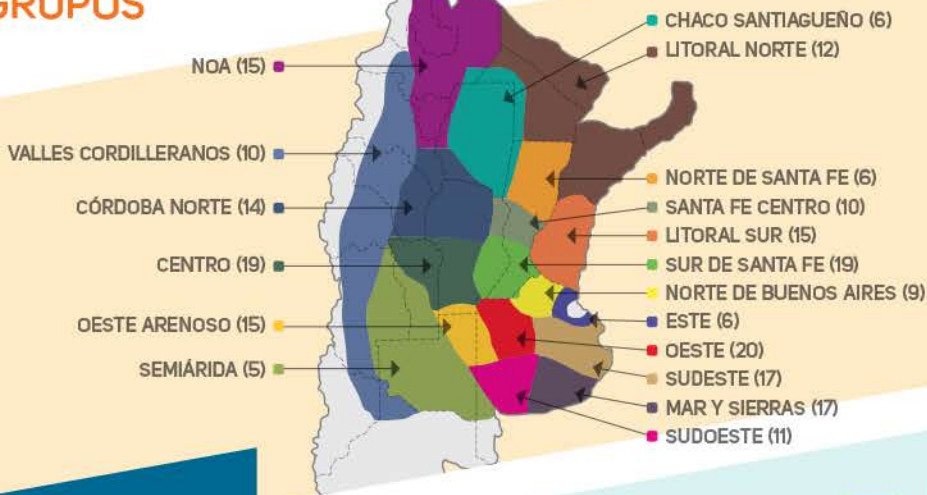 GRUPOS
NOA (15)
VALLES CORDILLERANOS (10)
CÓRDOBA NORTE (14)
CENTRO (19)
OESTE ARENOSO (15)
SEMIÁRIDA (5)
CHACO SANTIAGUEÑO (6)
LITORAL NORTE (12)
NORTE DE SANTA FE (6)
SANTA FE CENTRO (10)
LITORAL SUR (15)
SUR DE SANTA FE (19)
NORTE DE BUENOS AIRES (9)
ESTE (6)
OESTE (20)
SUDESTE (17)
MAR Y SIERRAS (17)
SUDOESTE (11)